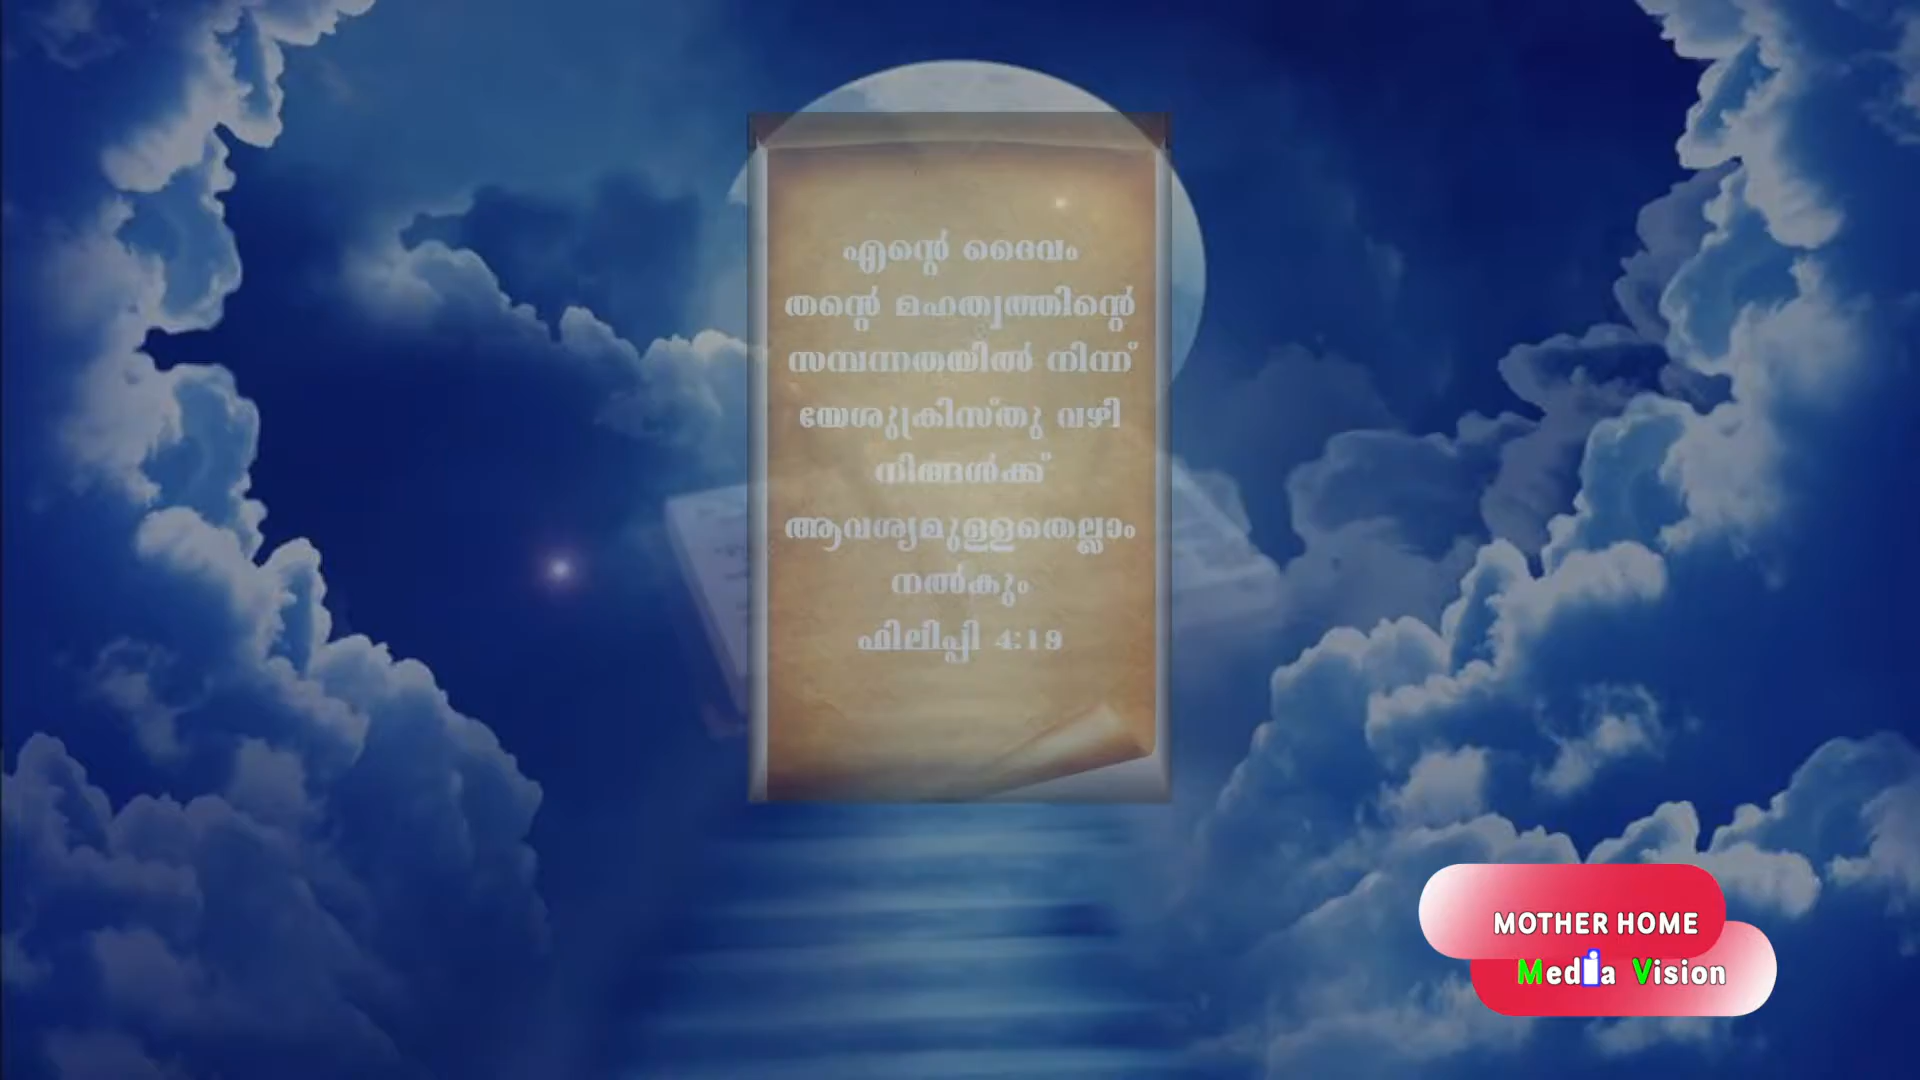 എന്റെ ദൈവം
തന്റെ മഹത്വത്തിന്റെ
സമ്പന്നതയിൽ നിന്ന്
യേശുക്രിസ്തു വഴി
നിങ്ങൾക്ക്
ആവശ്യമുള്ളതെല്ലാം
നൽകും
ഫിലിപ്പി 4:19
MOTHER HOME
Media Vision